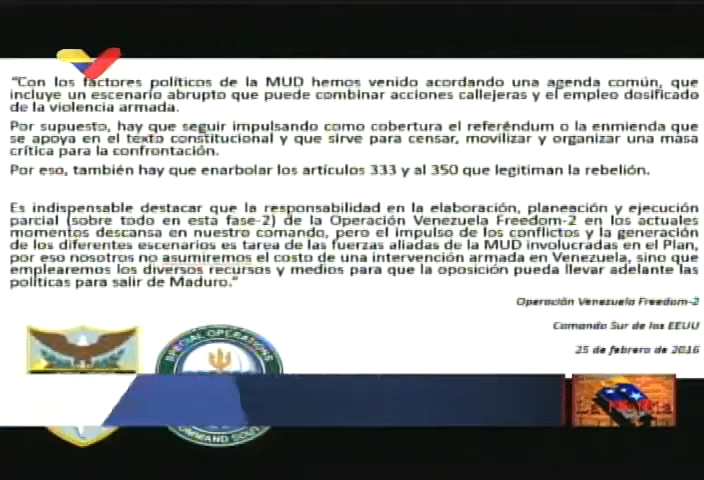 “Con los factores políticos de la MUD hemos venido acordando una agenda común, que
incluye un escenario abrupto que puede combinar acciones callejeras y el empleo dosificado
de la violencia armada.
Por supuesto, hay que seguir impulsando como cobertura el referéndum o la enmienda que
se apoya en el texto constitucional y que sirve para censar, movilizar y organizar una masa
crítica para la confrontación.
Por eso, también hay que enarbolar los artículos 333 y al 350 que legitiman la rebelión.
Es indispensable destacar que la responsabilidad en la elaboración, planeación y ejecución
parcial (sobre todo en esta fase-2) de la Operación Venezuela Freedom-2 en los actuales
momentos descansa en nuestro comando, pero el impulso de los conflictos y la generación
de los diferentes escenarios es tarea de las fuerzas aliadas de la MUD involucradas en el Plan,
por eso nosotros no asumiremos el costo de una intervención armada en Venezuela, sino que
emplearemos los diversos recursos y medios para que la oposición pueda llevar adelante las
políticas para salir de Maduro.“
Operación Venezuela Freedom-2
Comando Sur de los EEUU
25 de febrero de 2016
SPECIAL OPERATIONS
COMMAND SOUTH